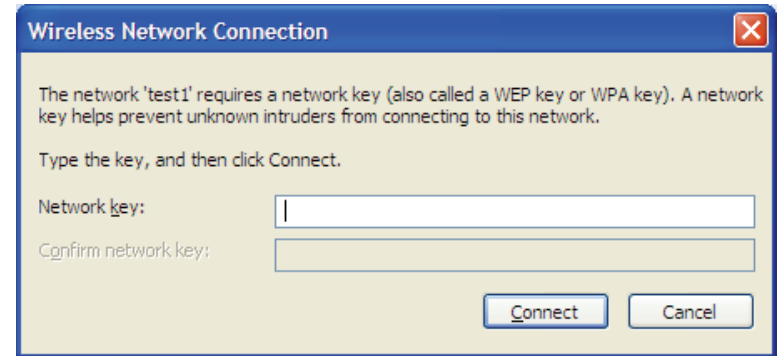 Wireless Network Connection
The network 'test1' requires a network key (also called a WEP key or WPA key). A network
key helps prevent unknown intruders from connecting to this network.
Type the key, and then click Connect.
Network key:
Confirm network key:
Connect Cancel